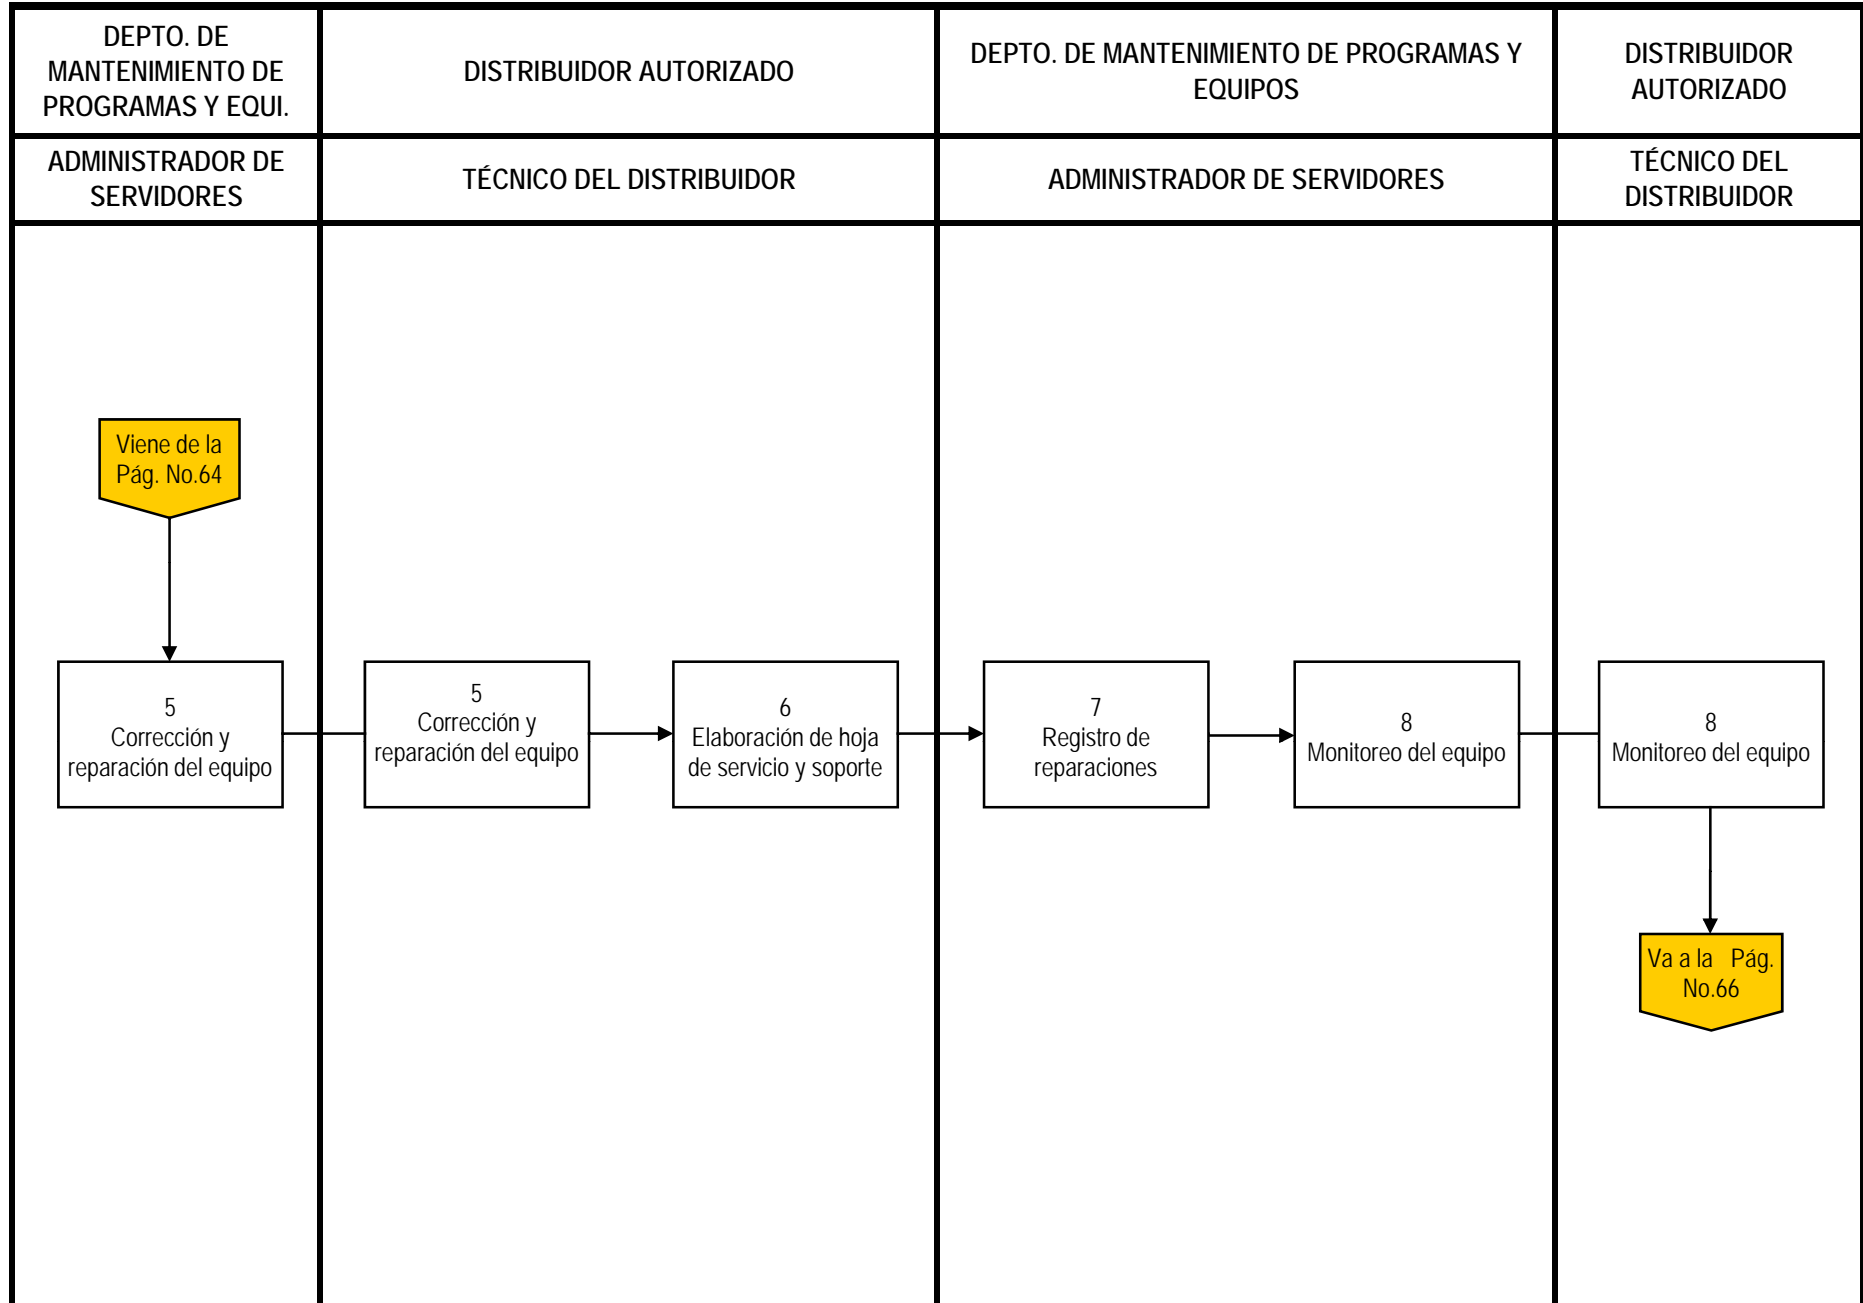 DEPTO. DE
MANTENIMIENTO DE
PROGRAMAS Y EQUI.
DISTRIBUIDOR AUTORIZADO
DEPTO. DE MANTENIMIENTO DE PROGRAMAS Y
EQUIPOS
DISTRIBUIDOR
AUTORIZADO
ADMINISTRADOR DE
SERVIDORES
TÉCNICO DEL DISTRIBUIDOR
ADMINISTRADOR DE SERVIDORES
TÉCNICO DEL
DISTRIBUIDOR
Viene de la
Pág. No.64
5
Corrección y
reparación del equipo
5
Corrección y
reparación del equipo
6
Elaboración de hoja
de servicio y soporte
7
Registro de
reparaciones
8
Monitoreo del equipo
8
Monitoreo del equipo
Va a la   Pág.
No.66